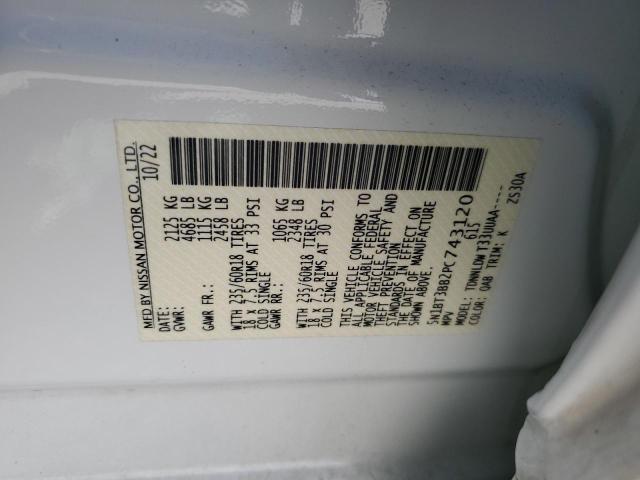 MFD BY NISSAN MOTOR CO., LTD.
DATE: 10/22
GVWR: 2125 KG
4685 LB
GAWR FR.: 1115 KG
2458 LB
WITH 235/60R18 TIRES
18 X 7.5 RIMS AT 33 PSI
COLD SINGLE
GAWR RR.: 1065 KG
2348 LB
WITH 235/60R18 TIRES
18 X 7.5 RIMS AT 30 PSI
COLD SINGLE
THIS VEHICLE CONFORMS TO
ALL APPLICABLE FEDERAL
MOTOR VEHICLE SAFETY AND
THEFT PREVENTION
STANDARDS IN EFFECT ON
THE DATE OF MANUFACTURE
SHOWN ABOVE.
5N1BT3BB2PC743120
MPV 615
MODEL: TDNNLDWT33UUAA----
COLOR: QAB TRIM: K ZS30A